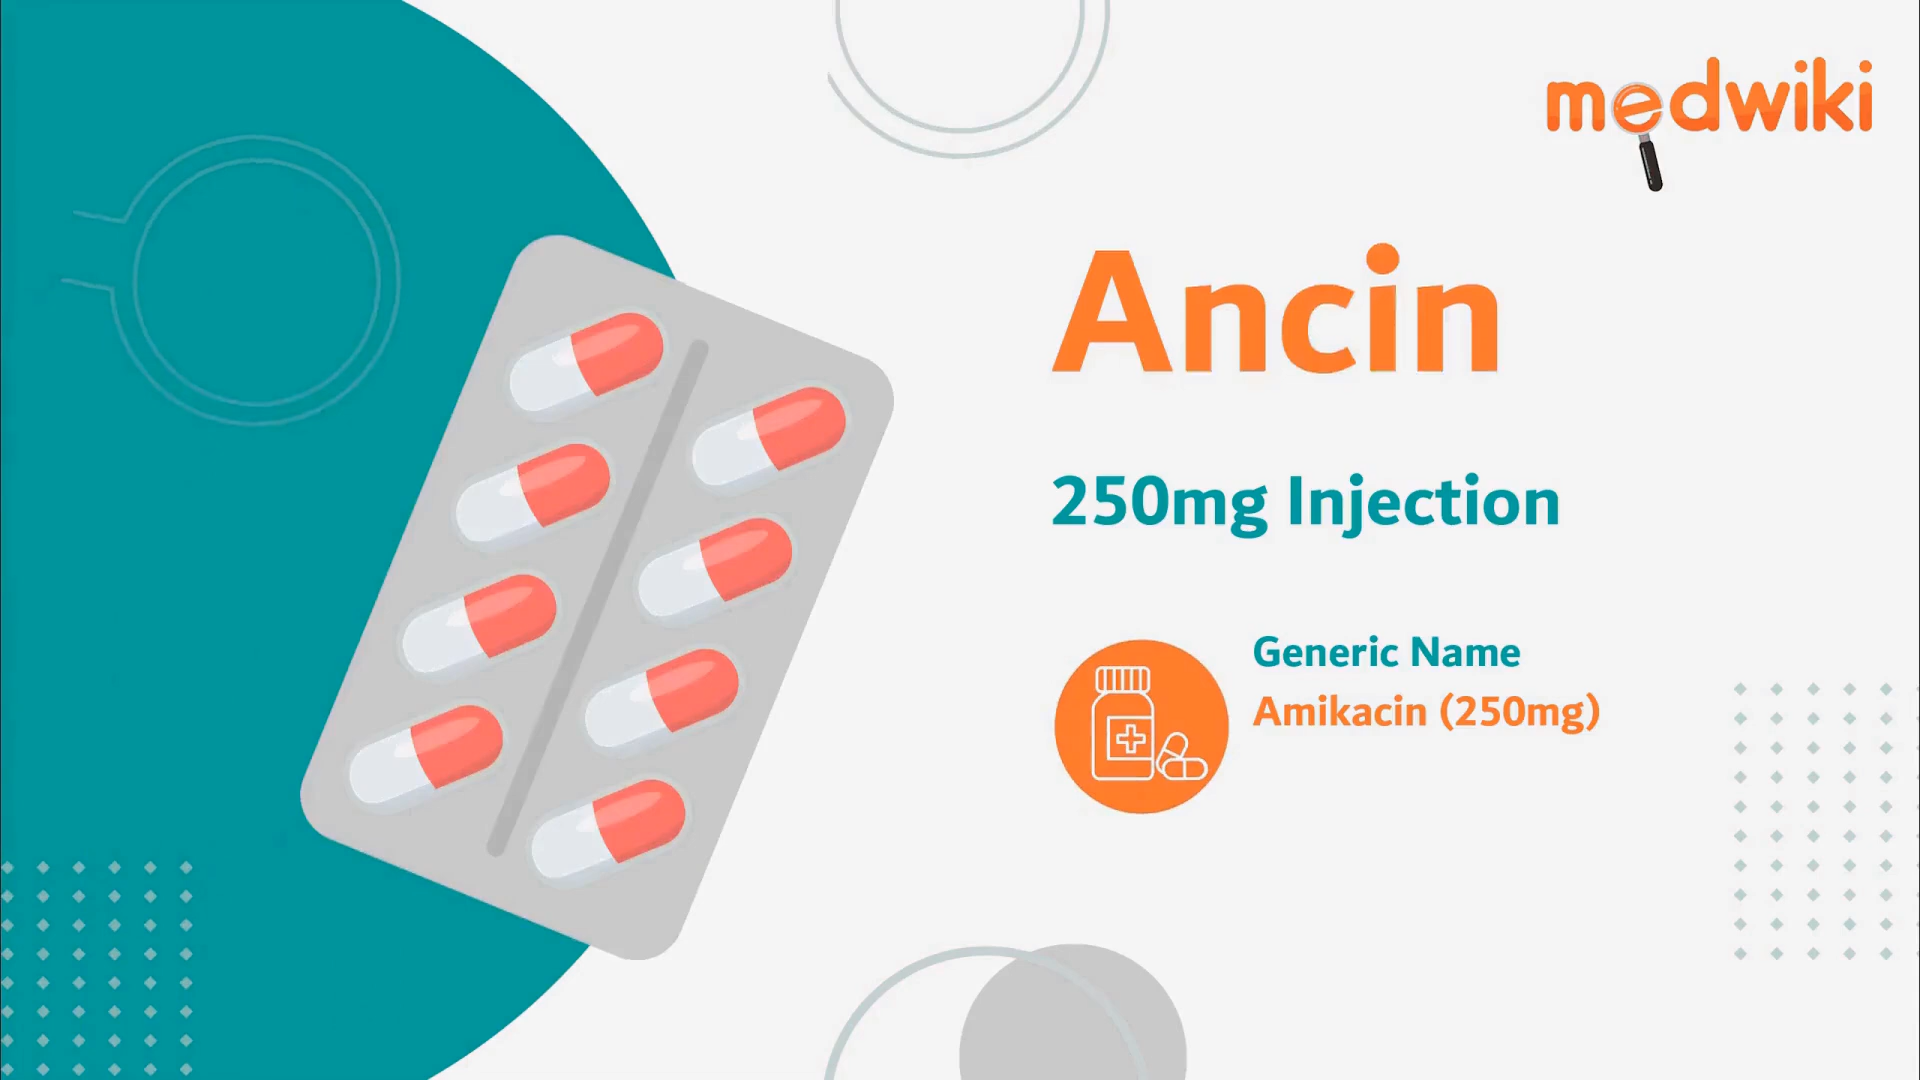 medwiki
Ancin
250mg Injection
Generic Name
Amikacin (250mg)